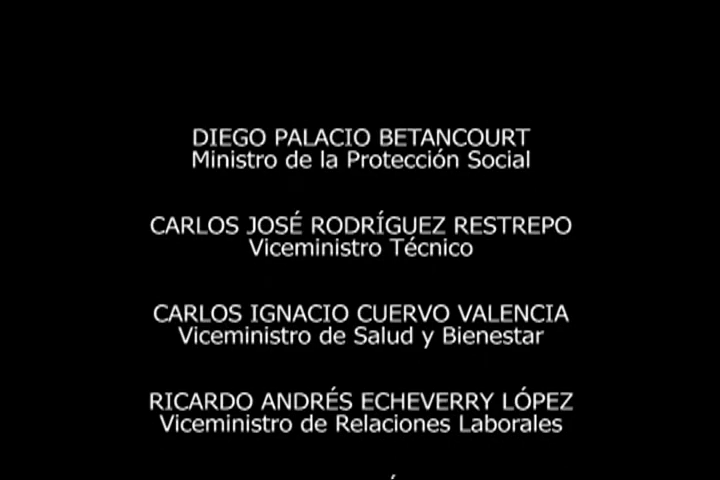 DIEGO PALACIO BETANCOURT
Ministro de la Protección Social
CARLOS JOSÉ RODRÍGUEZ RESTREPO
Viceministro Técnico
CARLOS IGNACIO CUERVO VALENCIA
Viceministro de Salud y Bienestar
RICARDO ANDRÉS ECHEVERRY LÓPEZ
Viceministro de Relaciones Laborales